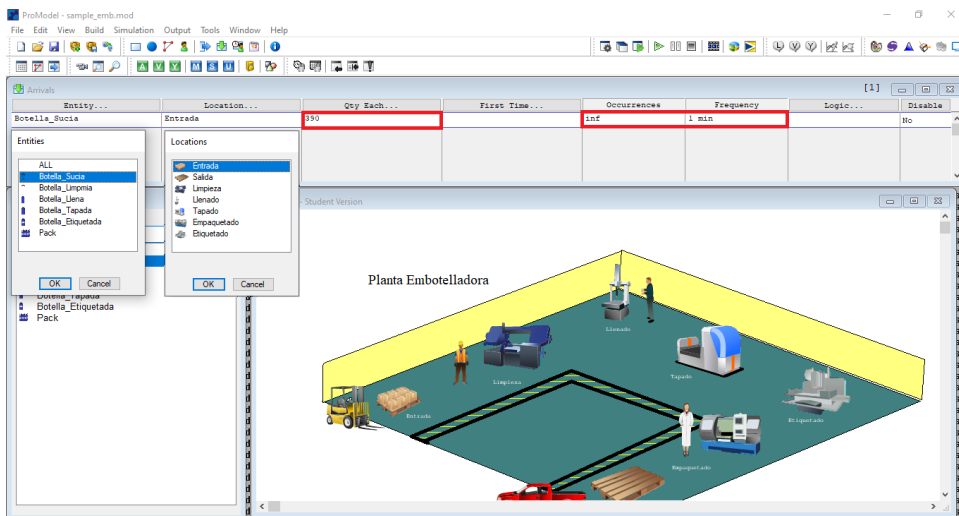 ProModel - sample_emb.mod
File Edit View Build Simulation Output Tools Window Help
Arrivals
[1]
Entity... Location... Qty Each... First Time... Occurrences Frequency Logic... Disable
Botella_Sucia Entrada 390 inf 1 min No
Entities
ALL
Botella_Sucia
Botella_Limpmia
Botella_Llena
Botella_Tapada
Botella_Etiquetada
Pack
OK Cancel
Locations
Entrada
Salida
Limpieza
Llenado
Tapado
Empaquetado
Etiquetado
OK Cancel
- Student Version
Botella_Tapada
Botella_Etiquetada
Pack
Planta Embotelladora
Llenado
Limpieza
Tapado
Entrada
Etiquetado
Empaquetado